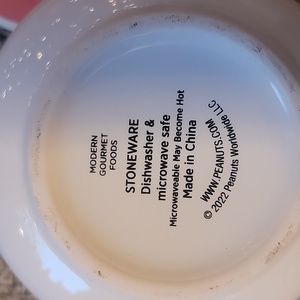 MODERN
GOURMET
FOODS
STONEWARE
Dishwasher &
microwave safe
Microwaveable May Become Hot
Made in China
WWW.PEANUTS.COM
© 2022 Peanuts Worldwide LLC